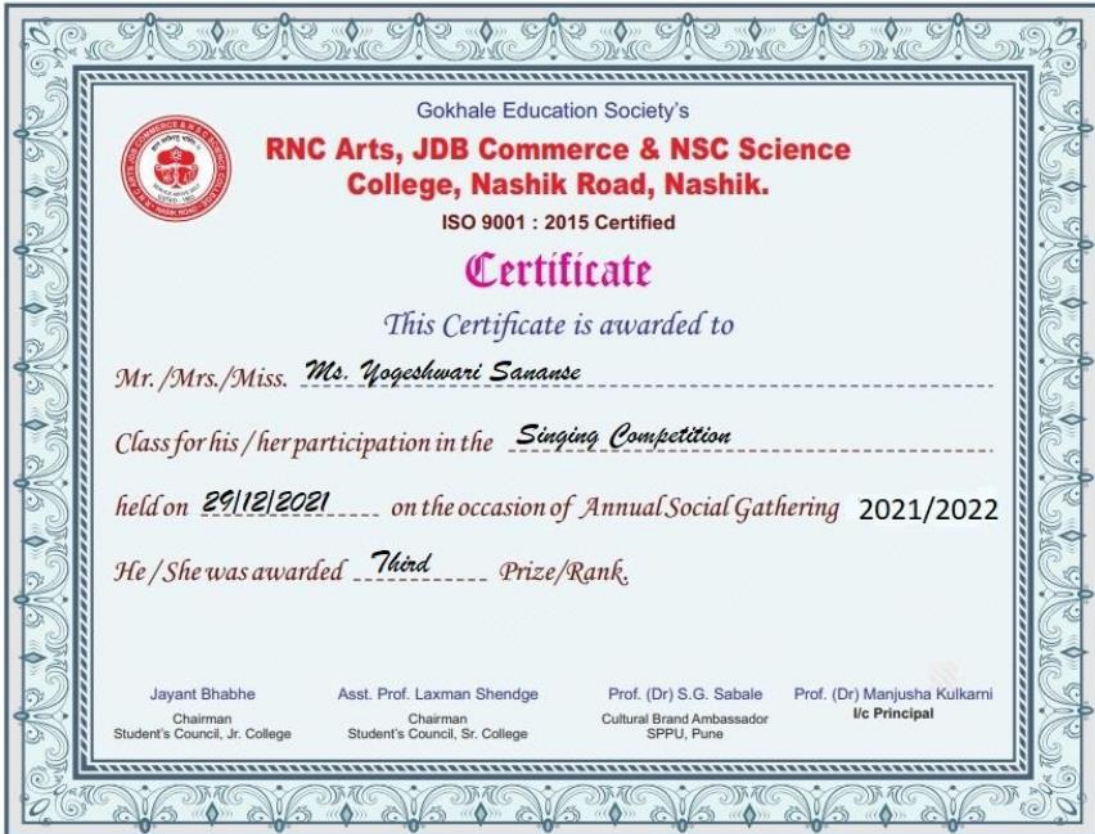 Gokhale Education Society's
RNC Arts, JDB Commerce & NSC Science
College, Nashik Road, Nashik.
ISO 9001 : 2015 Certified
Certificate
This Certificate is awarded to
Mr. /Mrs./Miss. Ms. Yogeshwari Sananse
Class for his / her participation in the Singing Competition
held on 29/12/2021 on the occasion of Annual Social Gathering 2021/2022
He / She was awarded Third Prize/Rank.
Jayant Bhabhe Asst. Prof. Laxman Shendge Prof. (Dr) S.G. Sabale Prof. (Dr) Manjusha Kulkarni
Chairman Chairman Cultural Brand Ambassador I/c Principal
Student's Council, Jr. College Student's Council, Sr. College SPPU, Pune